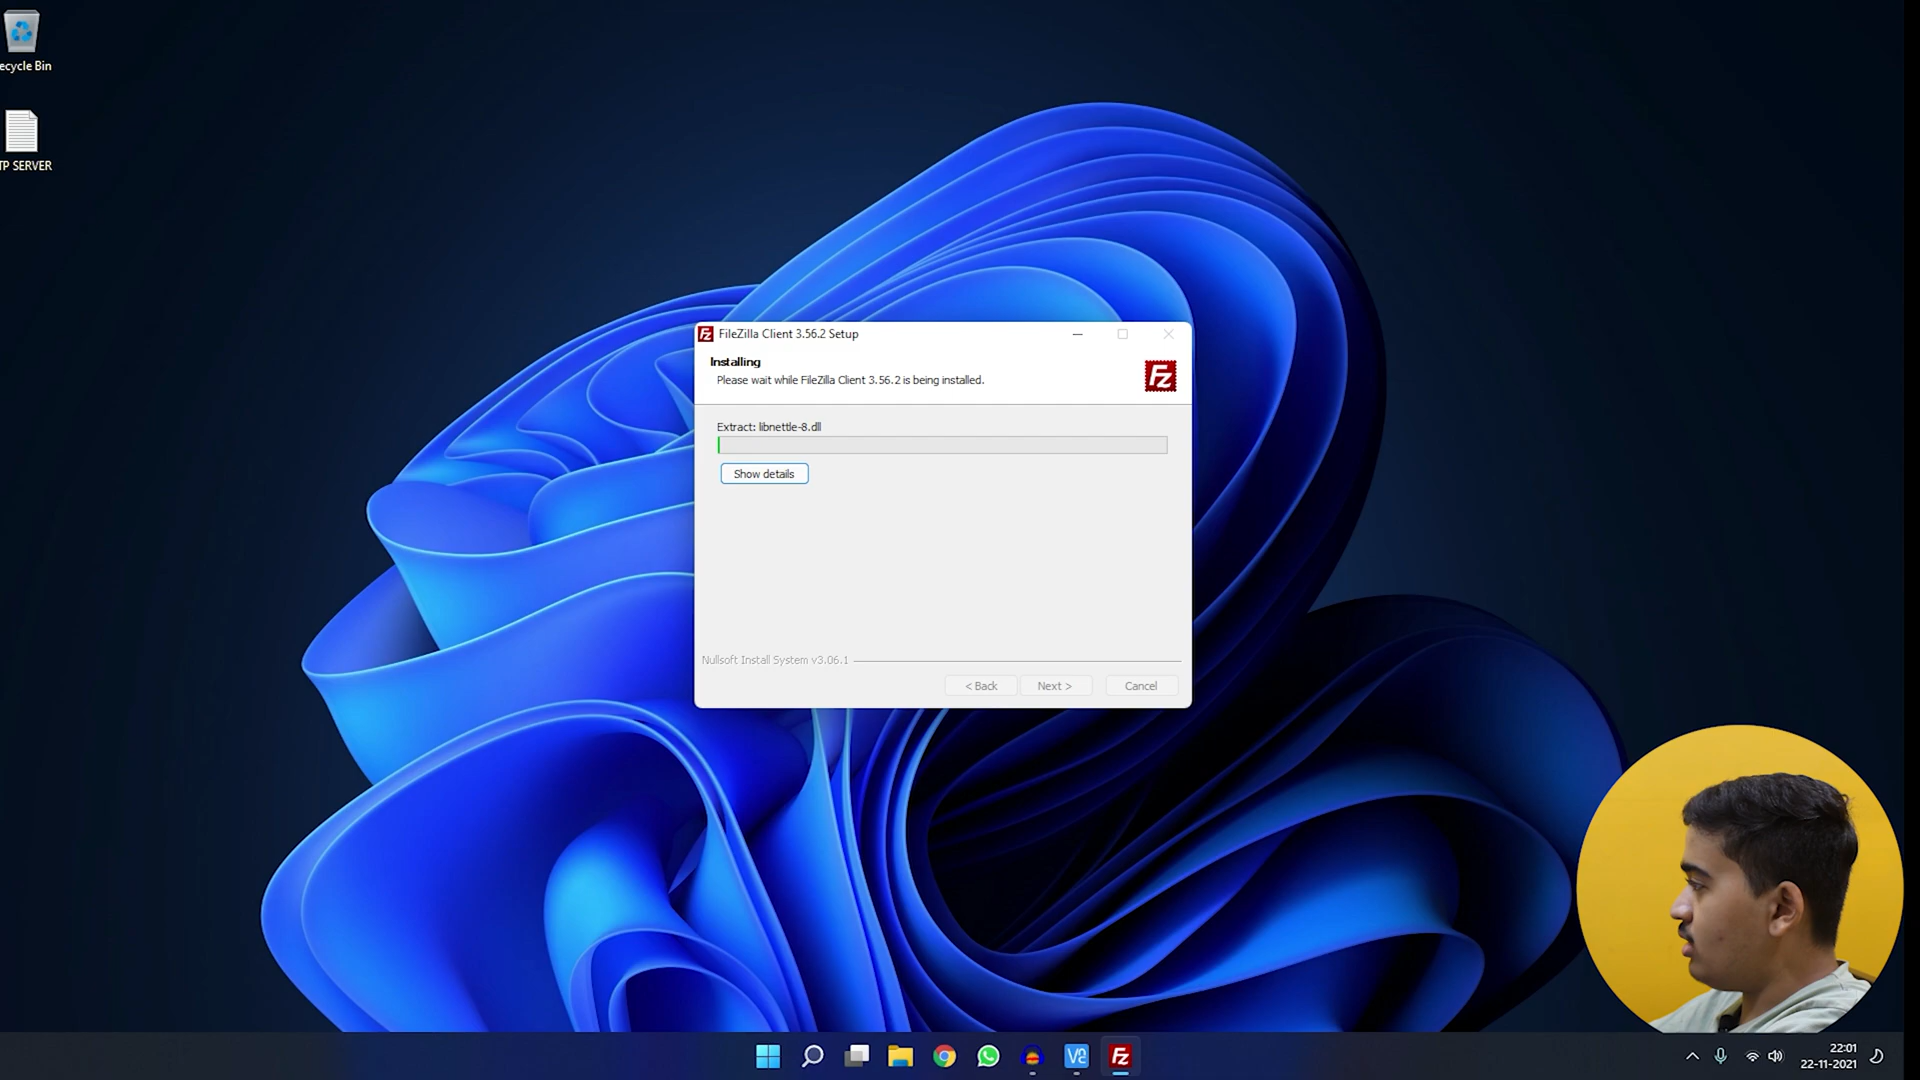 ecycle Bin
TP SERVER
FileZilla Client 3.56.2 Setup
Installing
Please wait while FileZilla Client 3.56.2 is being installed.
Fz
Extract: libnettle-8.dll
Show details
Nullsoft Install System v3.06.1
< Back
Next >
Cancel
22:01
22-11-2021